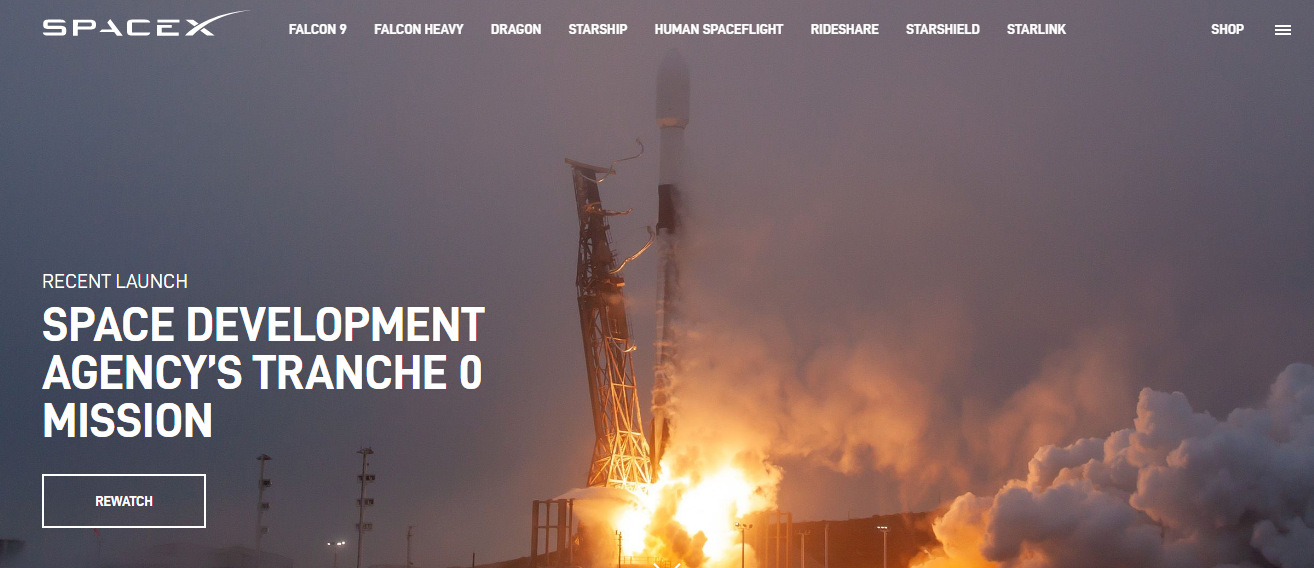 SPACEX
FALCON 9 FALCON HEAVY DRAGON STARSHIP HUMAN SPACEFLIGHT RIDESHARE STARSHIELD STARLINK SHOP
RECENT LAUNCH
SPACE DEVELOPMENT
AGENCY’S TRANCHE 0
MISSION
REWATCH